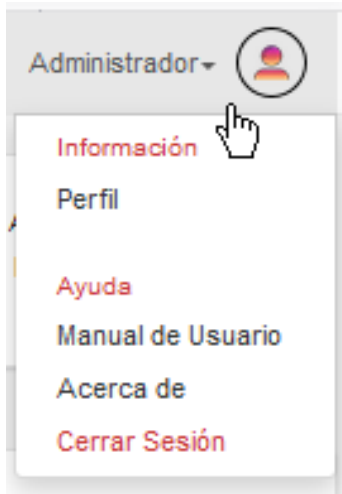 Administrador
Información
Perfil
Ayuda
Manual de Usuario
Acerca de
Cerrar Sesión